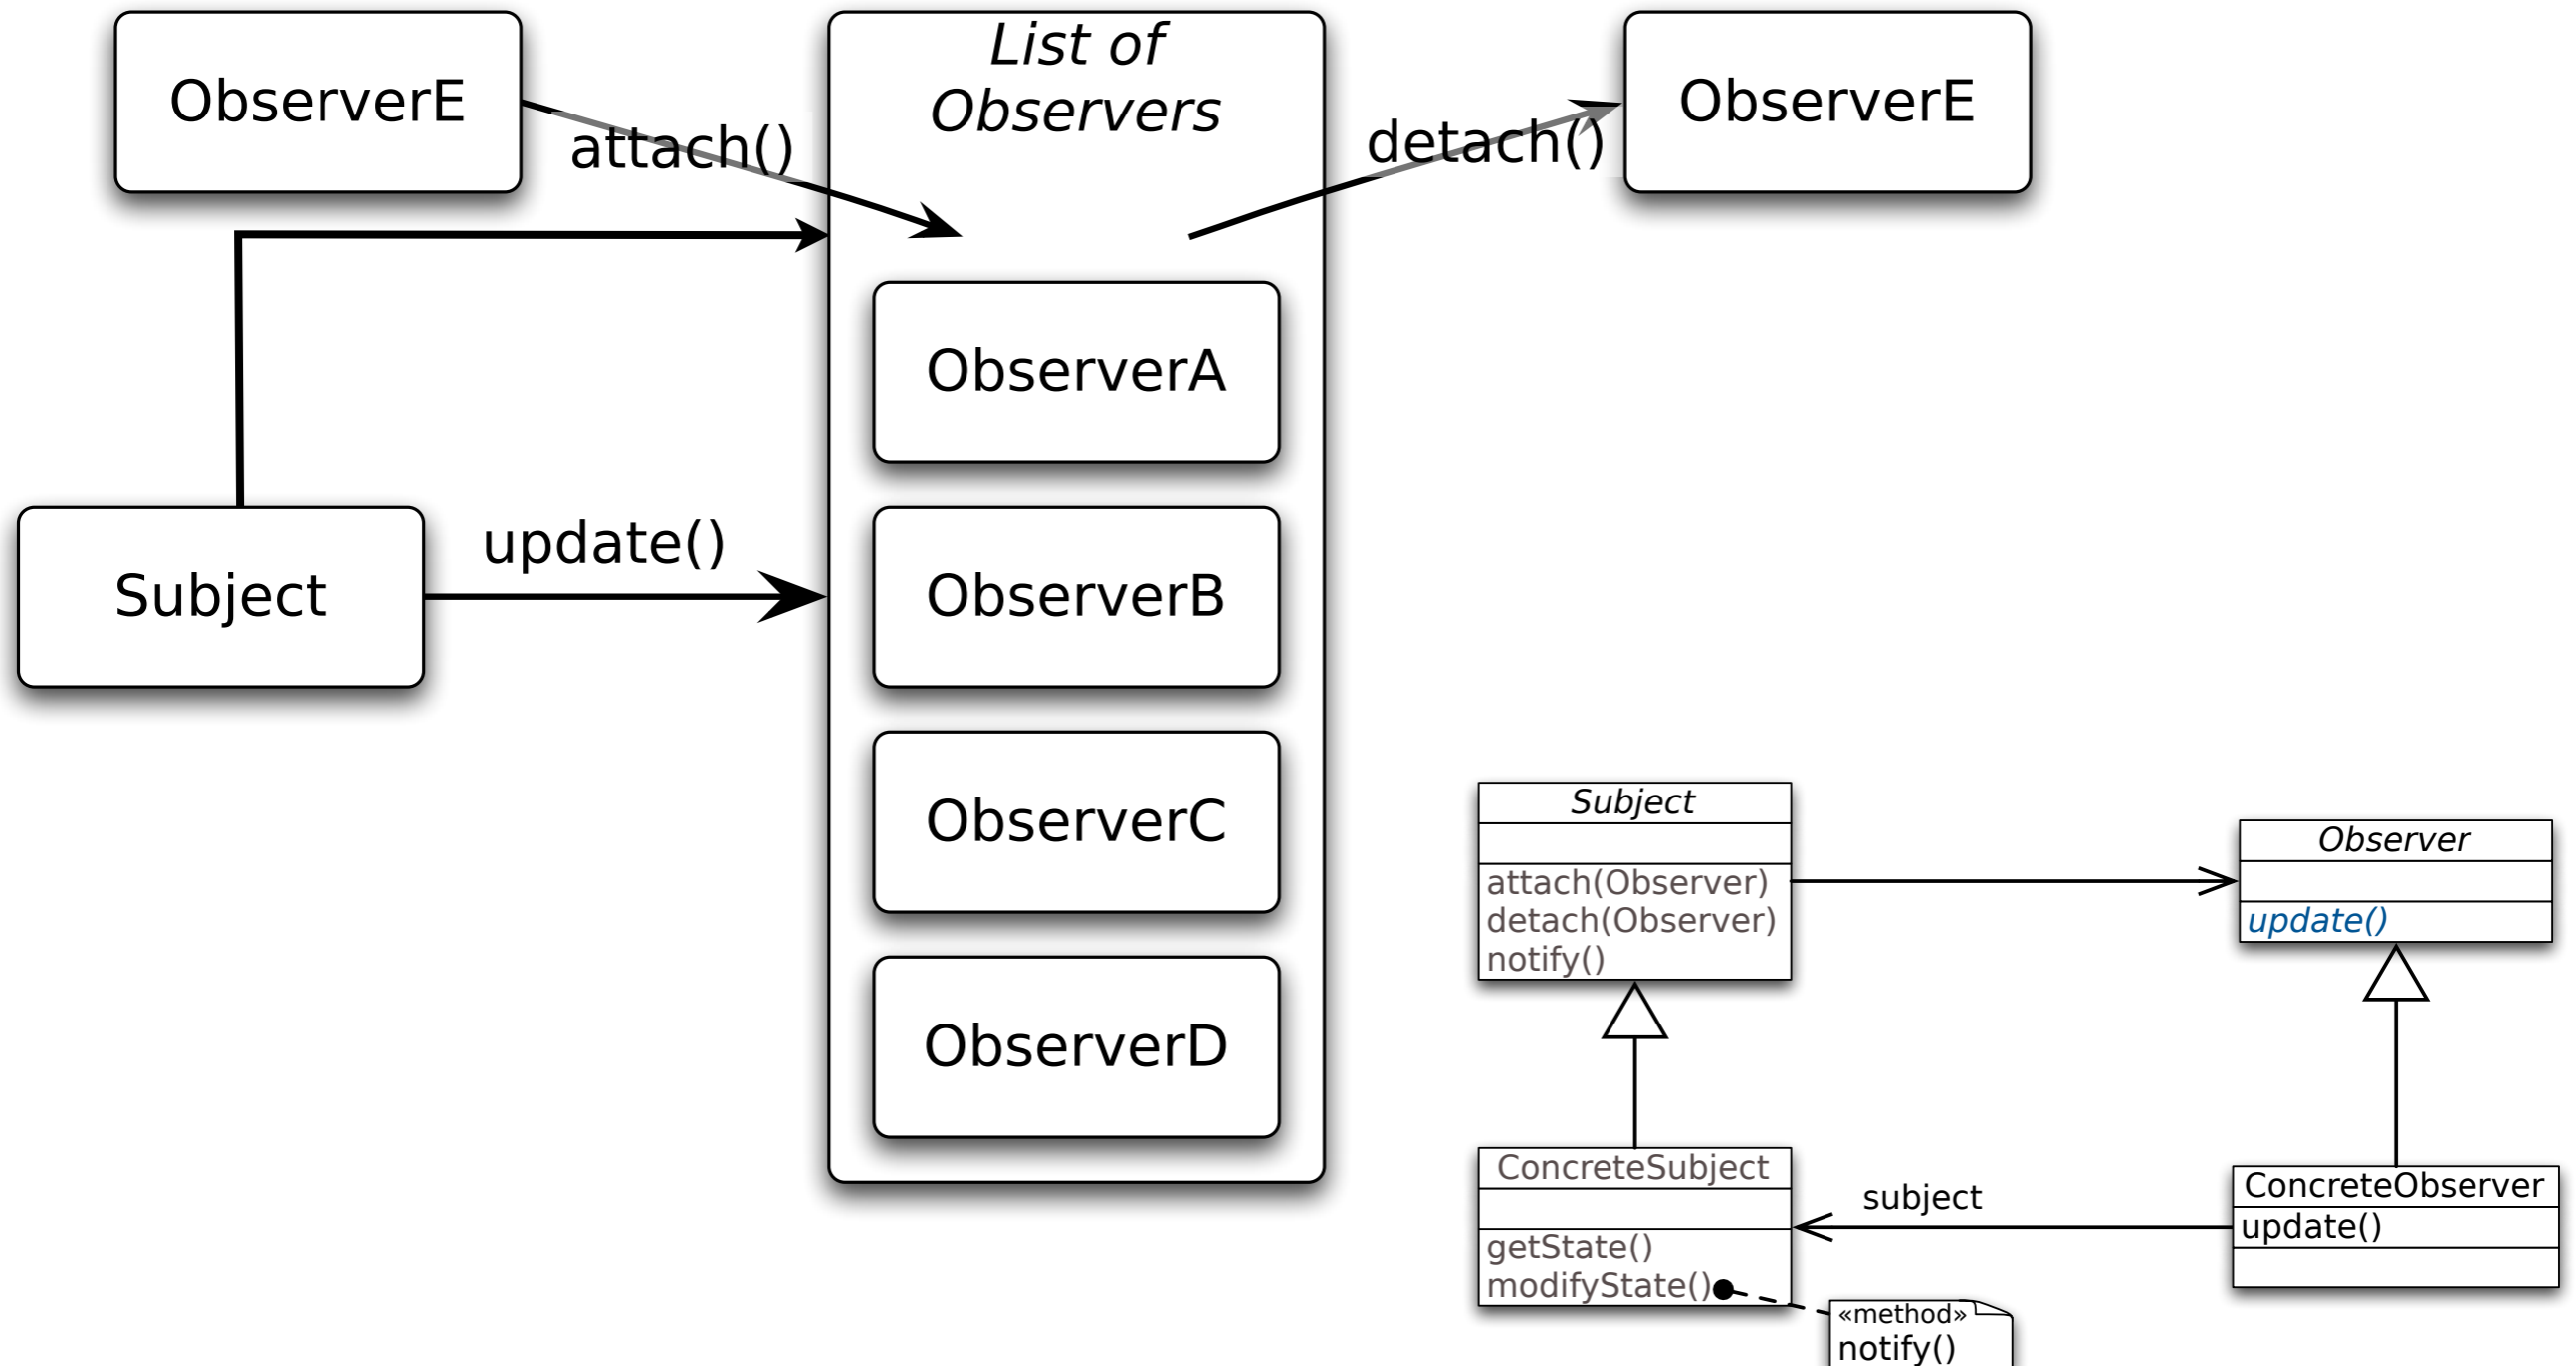 ObserverE
attach()
List of
Observers
detach()
ObserverE
ObserverA
Subject
update()
ObserverB
ObserverC
ObserverD
Subject
attach(Observer)
detach(Observer)
notify()
Observer
update()
ConcreteSubject
getState()
modifyState()
subject
ConcreteObserver
update()
«method»
notify()